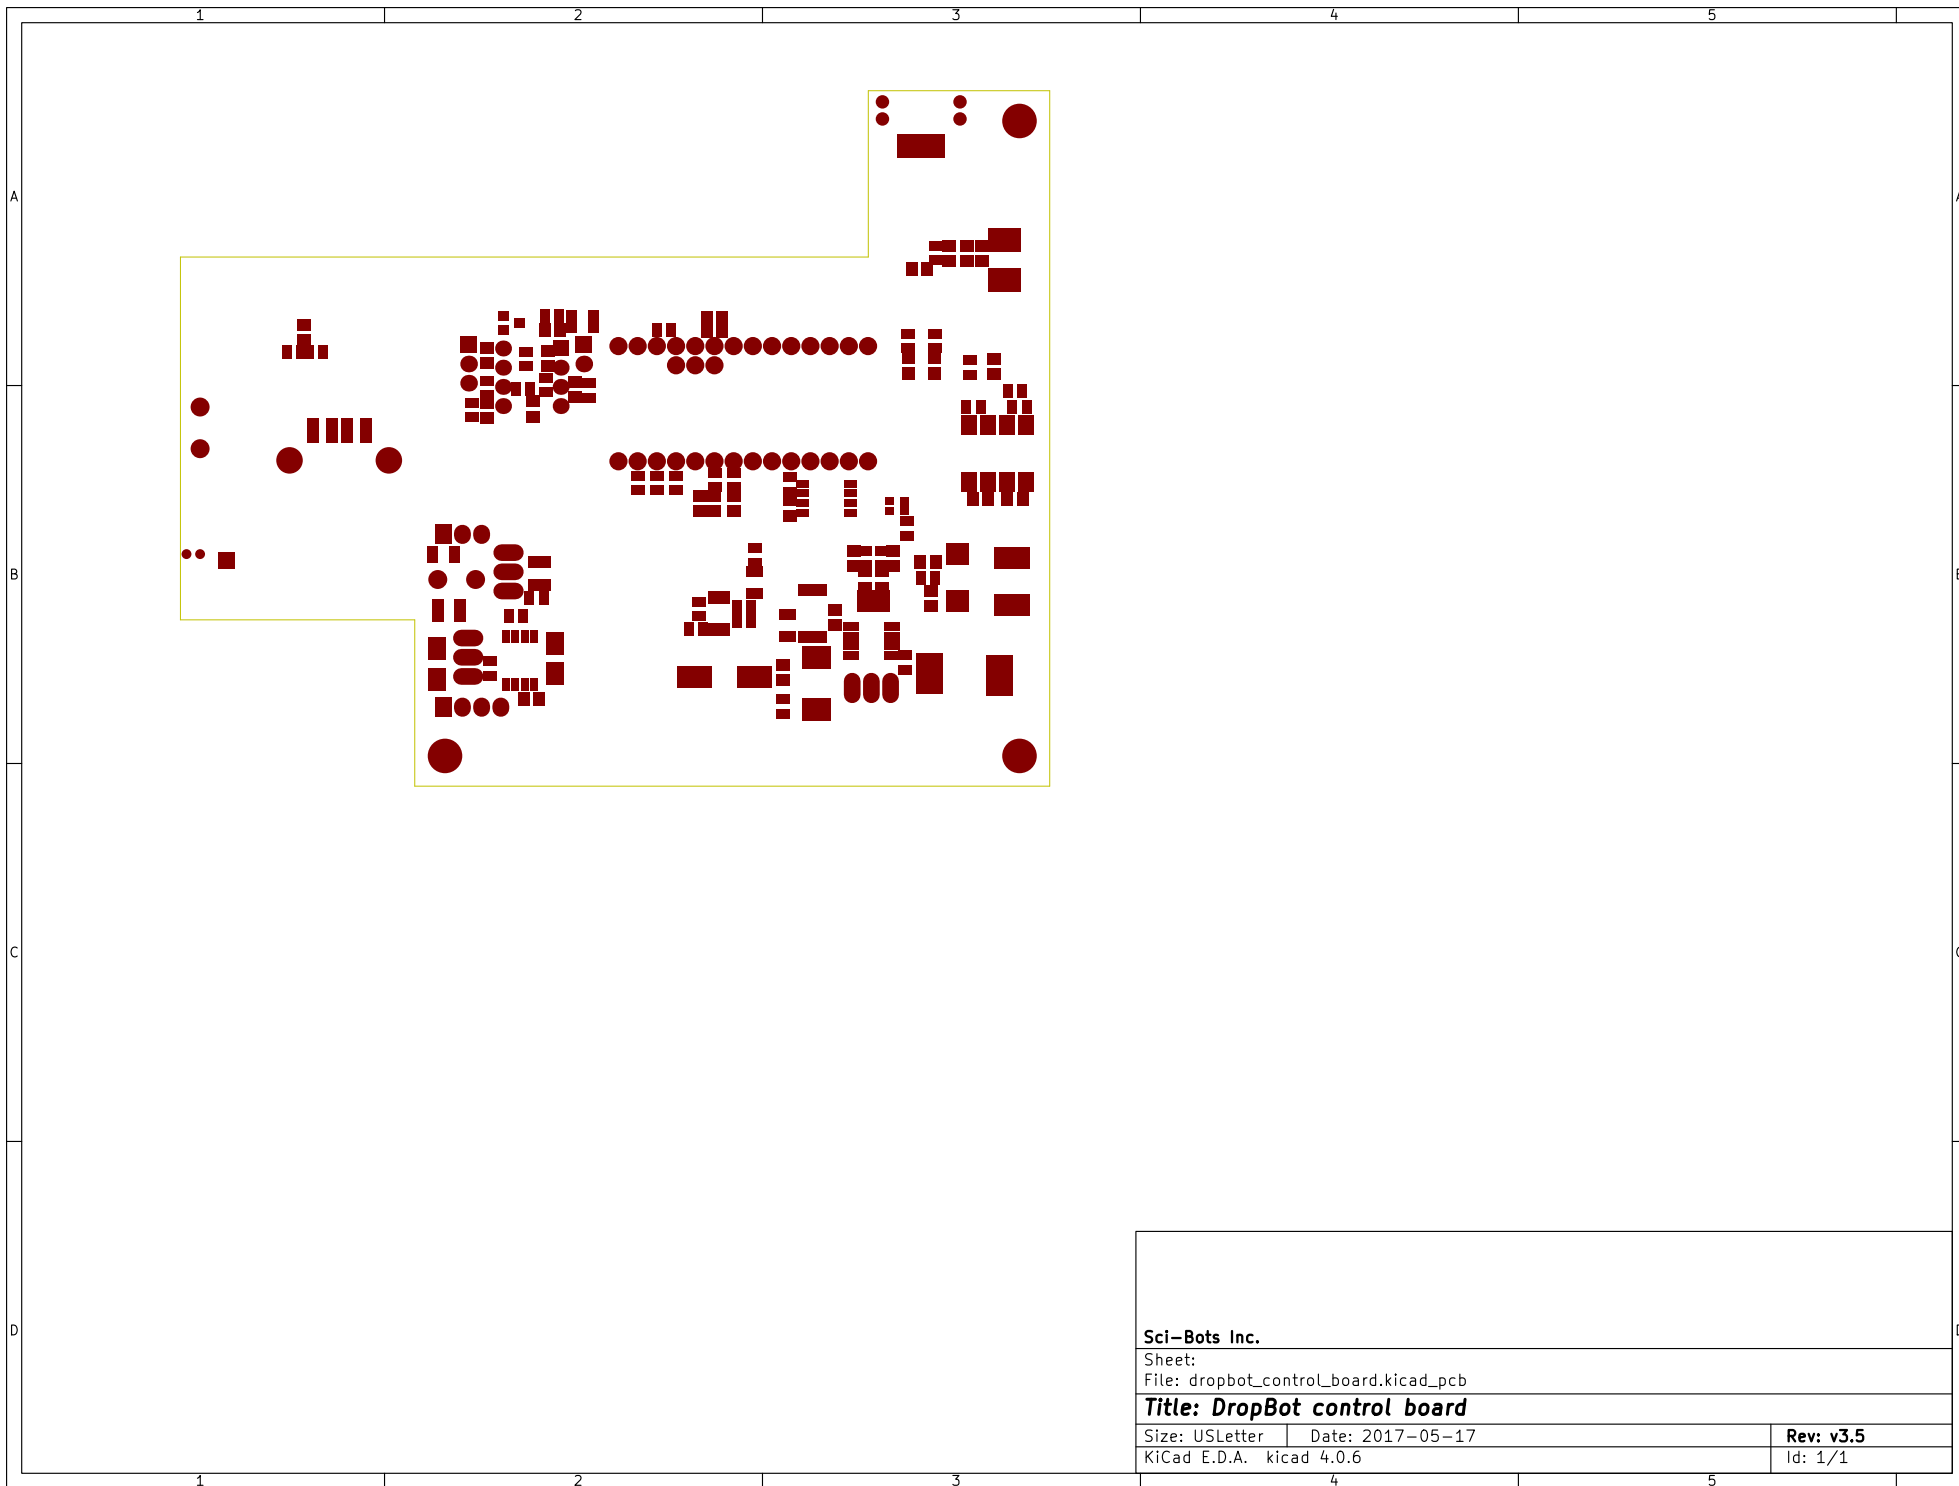 1 2 3 4 5
A A
B B
C C
D D
Sci-Bots Inc.
Sheet:
File: dropbot_control_board.kicad_pcb
Title: DropBot control board
Size: USLetter Date: 2017-05-17 Rev: v3.5
KiCad E.D.A. kicad 4.0.6 Id: 1/1
1 2 3 4 5